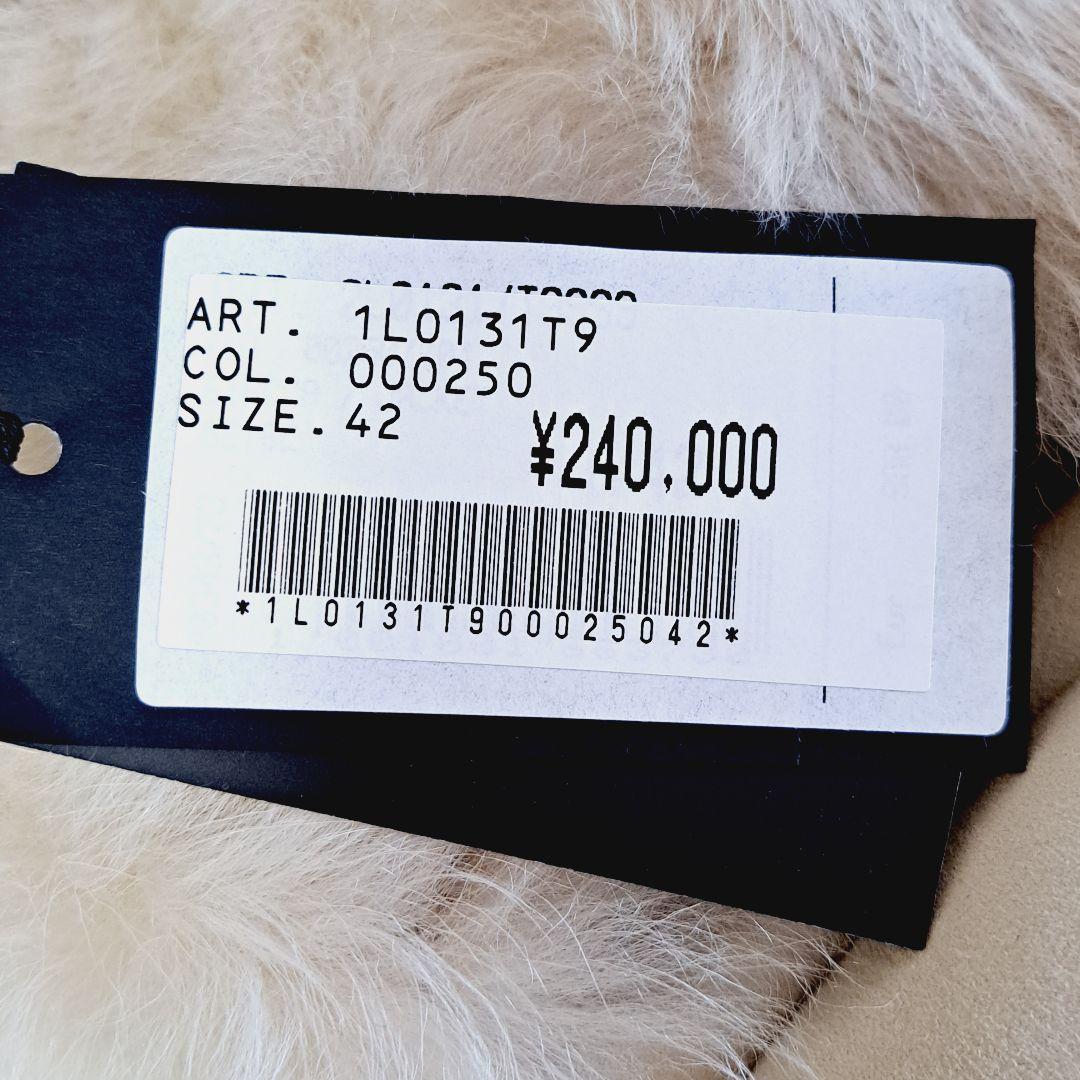 ART. 1L0131T9
COL. 000250
SIZE. 42
¥240,000
*1L0131T900025042*